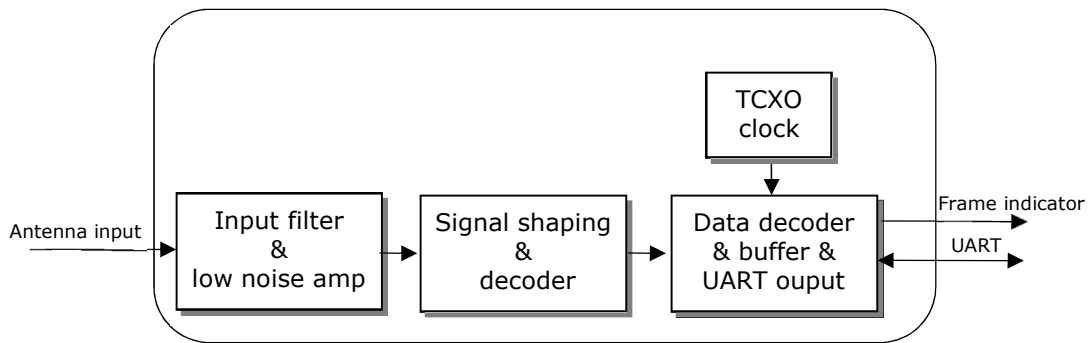 TCXO
clock
Antenna input
Input filter
&
low noise amp
Signal shaping
&
decoder
Data decoder
& buffer &
UART ouput
Frame indicator
UART